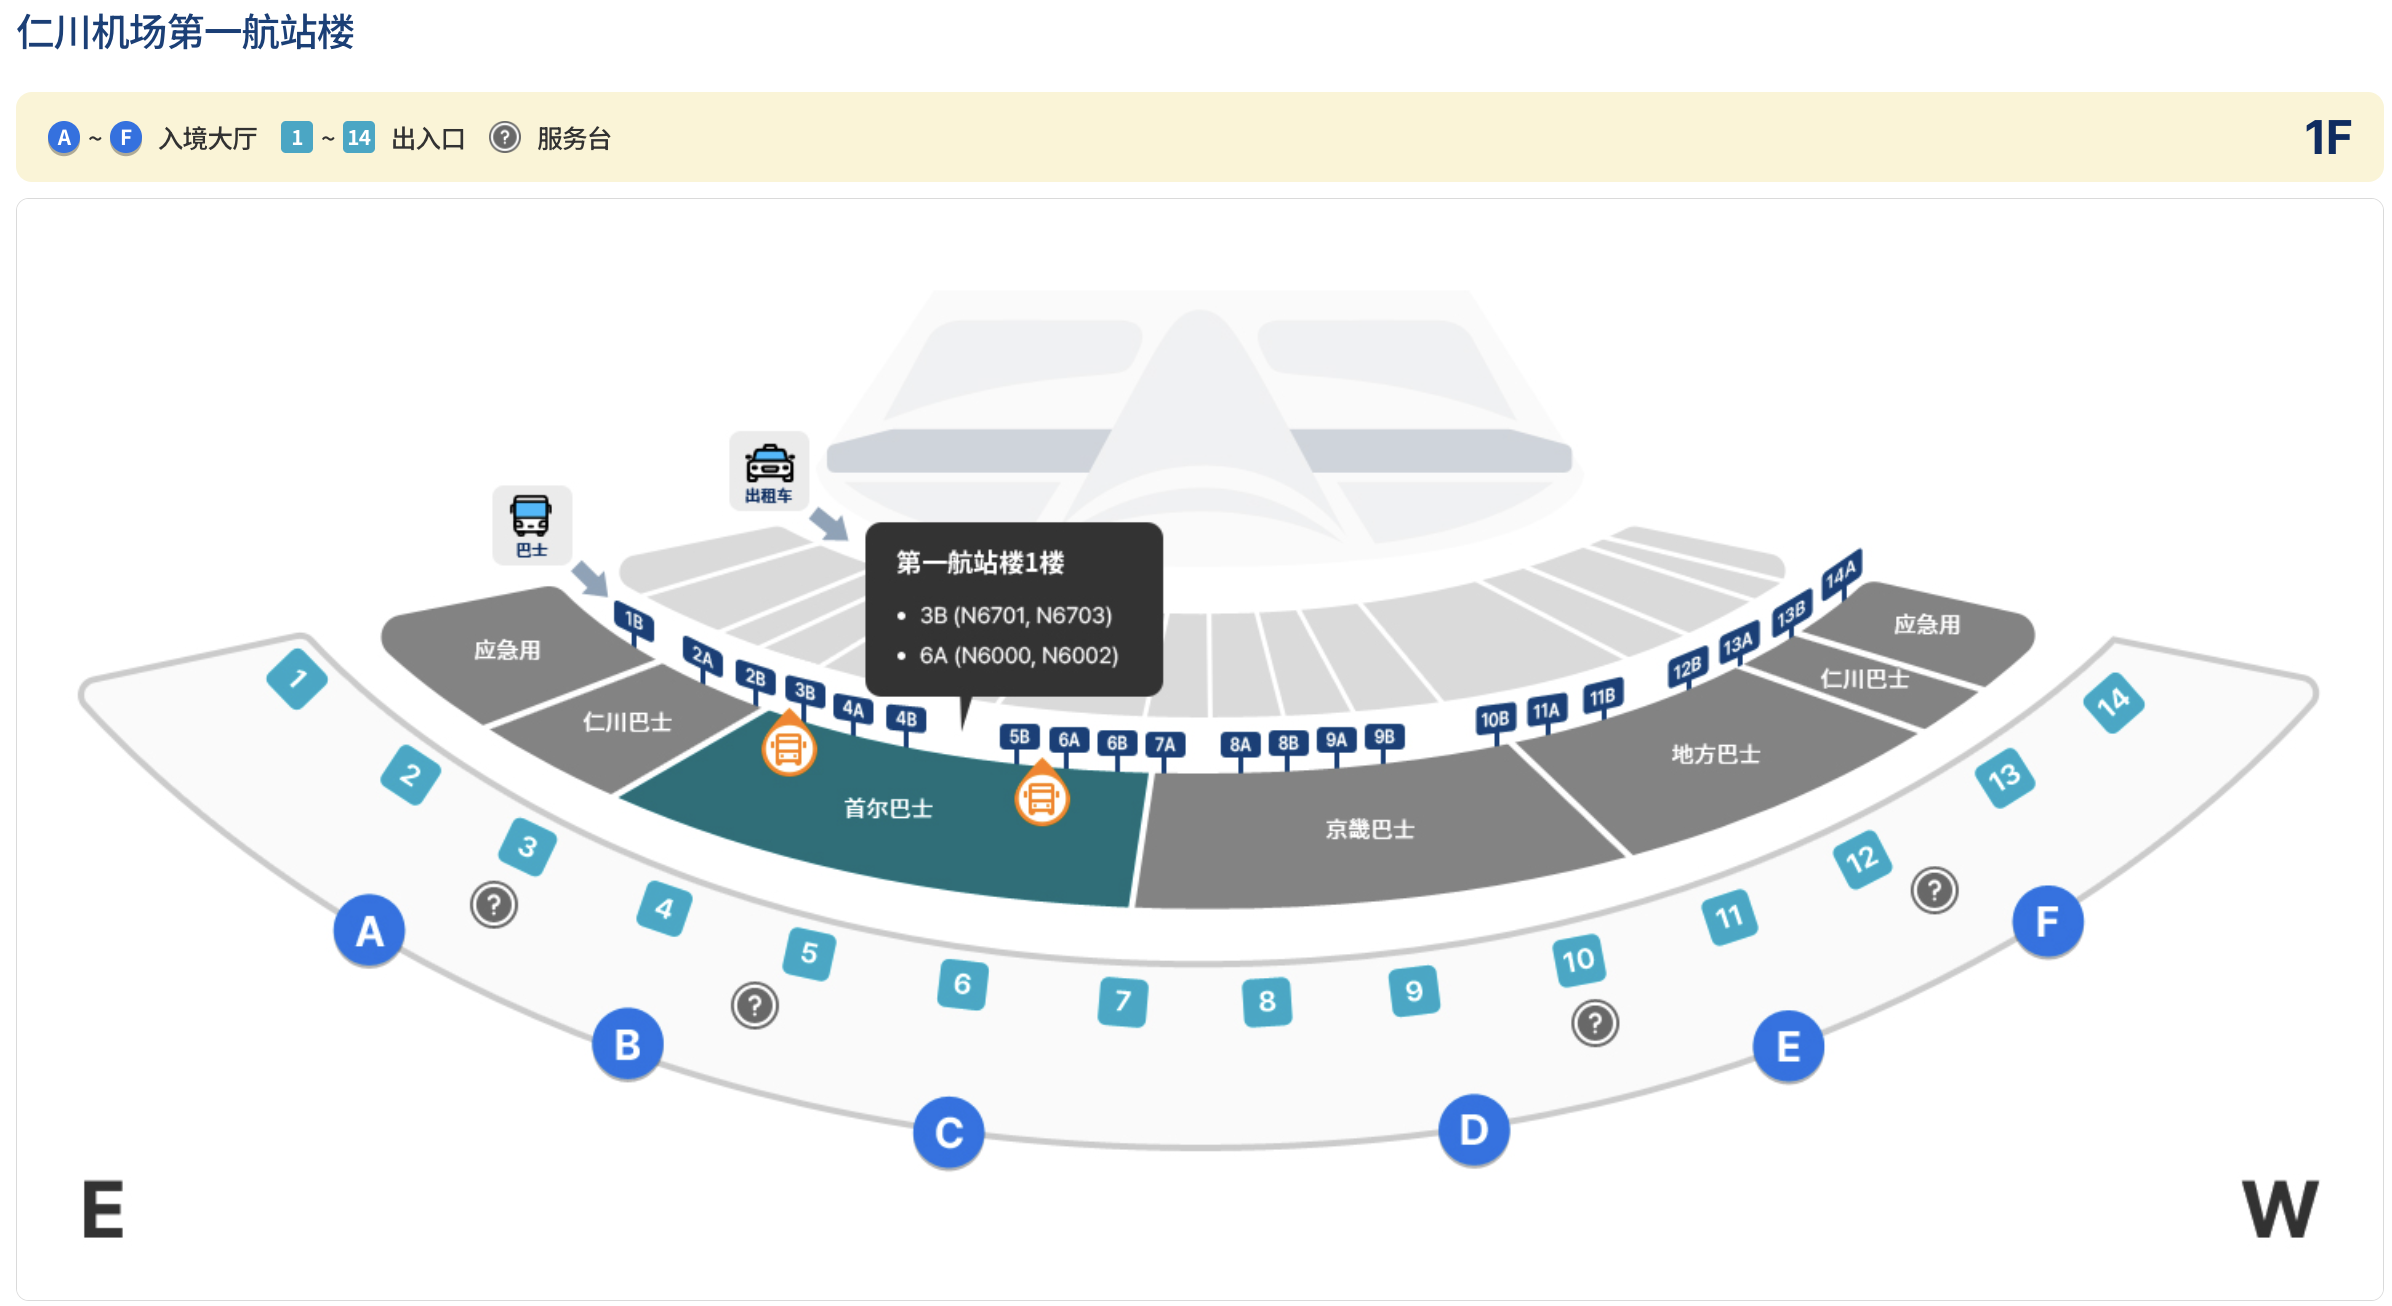 仁川机场第一航站楼
A ~ F 入境大厅 1 ~ 14 出入口 ? 服务台
1F
出租车
巴士
第一航站楼1楼
• 3B (N6701, N6703)
• 6A (N6000, N6002)
1B
2A
2B
3B
4A
4B
5B
6A
6B
7A
8A
8B
9A
9B
10B
11A
11B
12B
13A
13B
14A
应急用
仁川巴士
首尔巴士
京畿巴士
地方巴士
仁川巴士
应急用
1
2
3
4
5
6
7
8
9
10
11
12
13
14
?
?
?
?
A
B
C
D
E
F
E
W